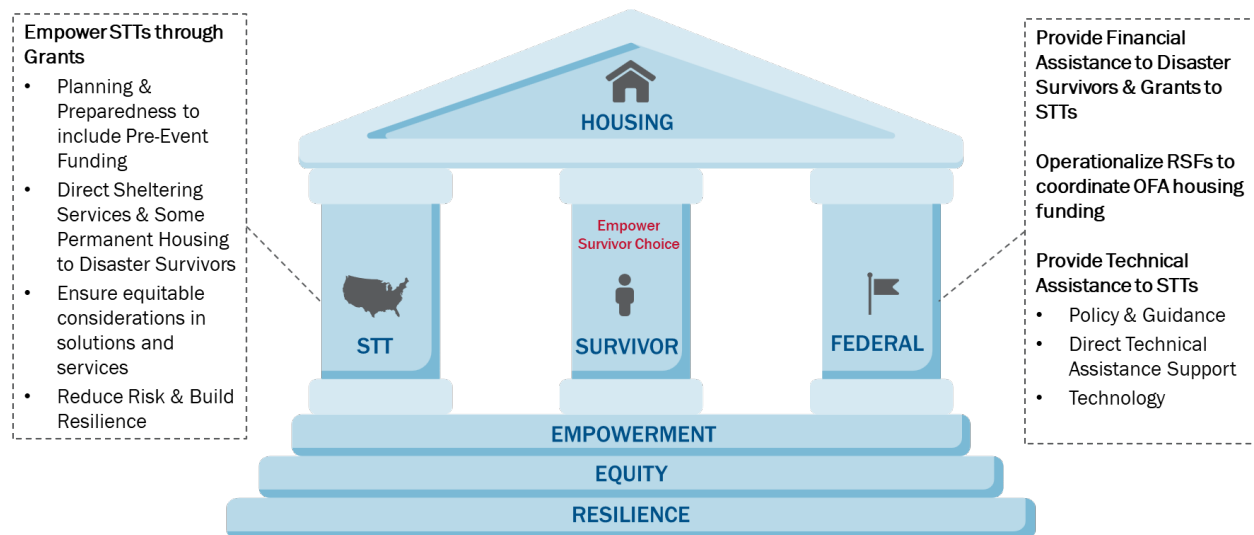 Empower STTs through
Grants
• Planning &
Preparedness to
include Pre-Event
Funding
• Direct Sheltering
Services & Some
Permanent Housing
to Disaster Survivors
• Ensure equitable
considerations in
solutions and
services
• Reduce Risk & Build
Resilience
HOUSING
STT
Empower
Survivor Choice
SURVIVOR
FEDERAL
EMPOWERMENT
EQUITY
RESILIENCE
Provide Financial
Assistance to Disaster
Survivors & Grants to
STTs
Operationalize RSFs to
coordinate OFA housing
funding
Provide Technical
Assistance to STTs
• Policy & Guidance
• Direct Technical
Assistance Support
• Technology